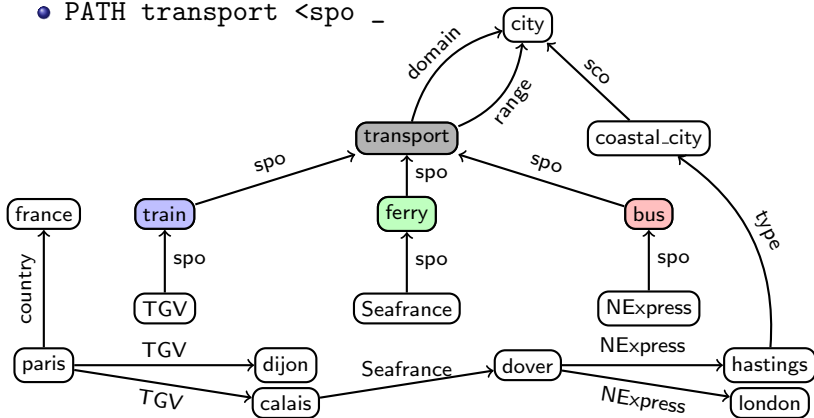 • PATH transport <spo _
city
domain
range
sco
transport
coastal_city
spo
spo
spo
france
train
ferry
bus
type
country
spo
spo
spo
TGV
Seafrance
NExpress
paris
TGV
dijon
Seafrance
dover
NExpress
hastings
TGV
calais
NExpress
london